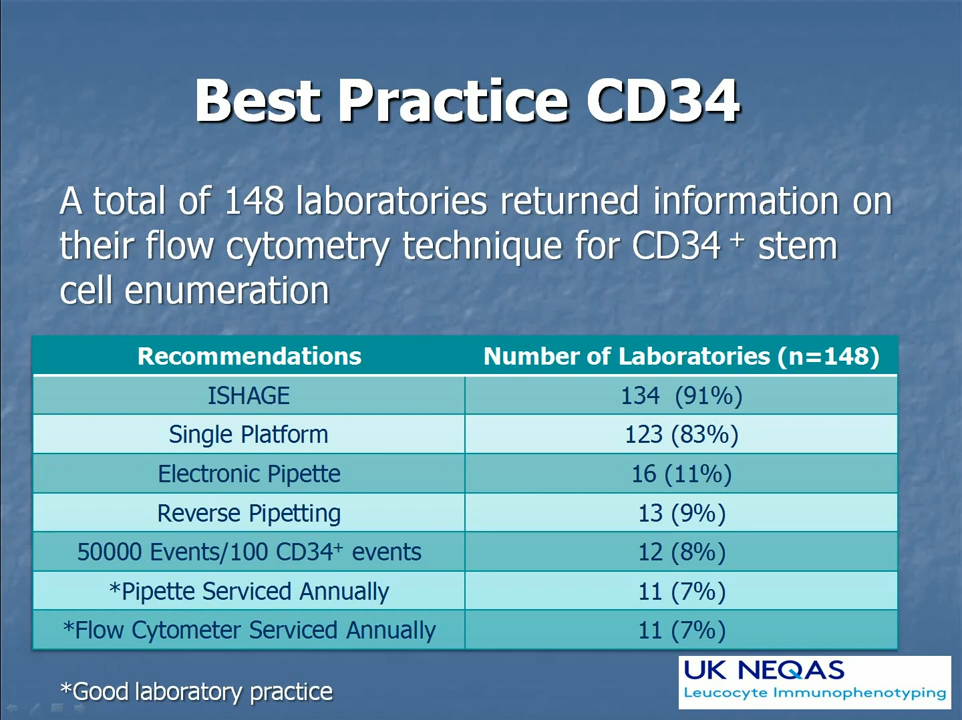 Best Practice CD34
A total of 148 laboratories returned information on
their flow cytometry technique for CD34 + stem
cell enumeration
Recommendations Number of Laboratories (n=148)
ISHAGE 134 (91%)
Single Platform 123 (83%)
Electronic Pipette 16 (11%)
Reverse Pipetting 13 (9%)
50000 Events/100 CD34+ events 12 (8%)
*Pipette Serviced Annually 11 (7%)
*Flow Cytometer Serviced Annually 11 (7%)
*Good laboratory practice
UK NEQAS
Leucocyte Immunophenotyping